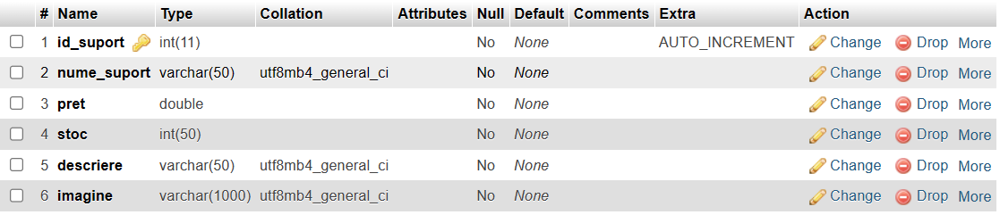 # Name Type Collation Attributes Null Default Comments Extra Action
1 id_suport int(11) No None AUTO_INCREMENT Change Drop More
2 nume_suport varchar(50) utf8mb4_general_ci No None Change Drop More
3 pret double No None Change Drop More
4 stoc int(50) No None Change Drop More
5 descriere varchar(50) utf8mb4_general_ci No None Change Drop More
6 imagine varchar(1000) utf8mb4_general_ci No None Change Drop More